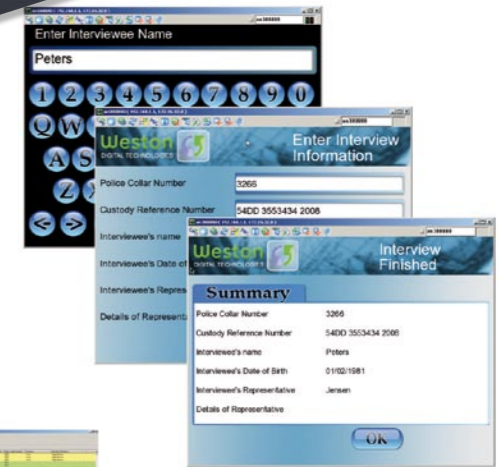 Enter Interviewee Name
Peters
1 2 3 4 5 6 7 8 9 0
Q W
A S
Z
Weston
DIGITAL TECHNOLOGIES
Enter Interview
Information
Police Collar Number 3266
Custody Reference Number 54DD 3553434 2008
Interviewee's name
Interviewee's Date of
Interviewee's Repres
Details of Represent
Weston
DIGITAL TECHNOLOGIES
Interview
Finished
Summary
Police Collar Number 3266
Custody Reference Number 54DD 3553434 2008
Interviewee's name Peters
Interviewee's Date of Birth 01/02/1981
Interviewee's Representative Jensen
Details of Representative
OK